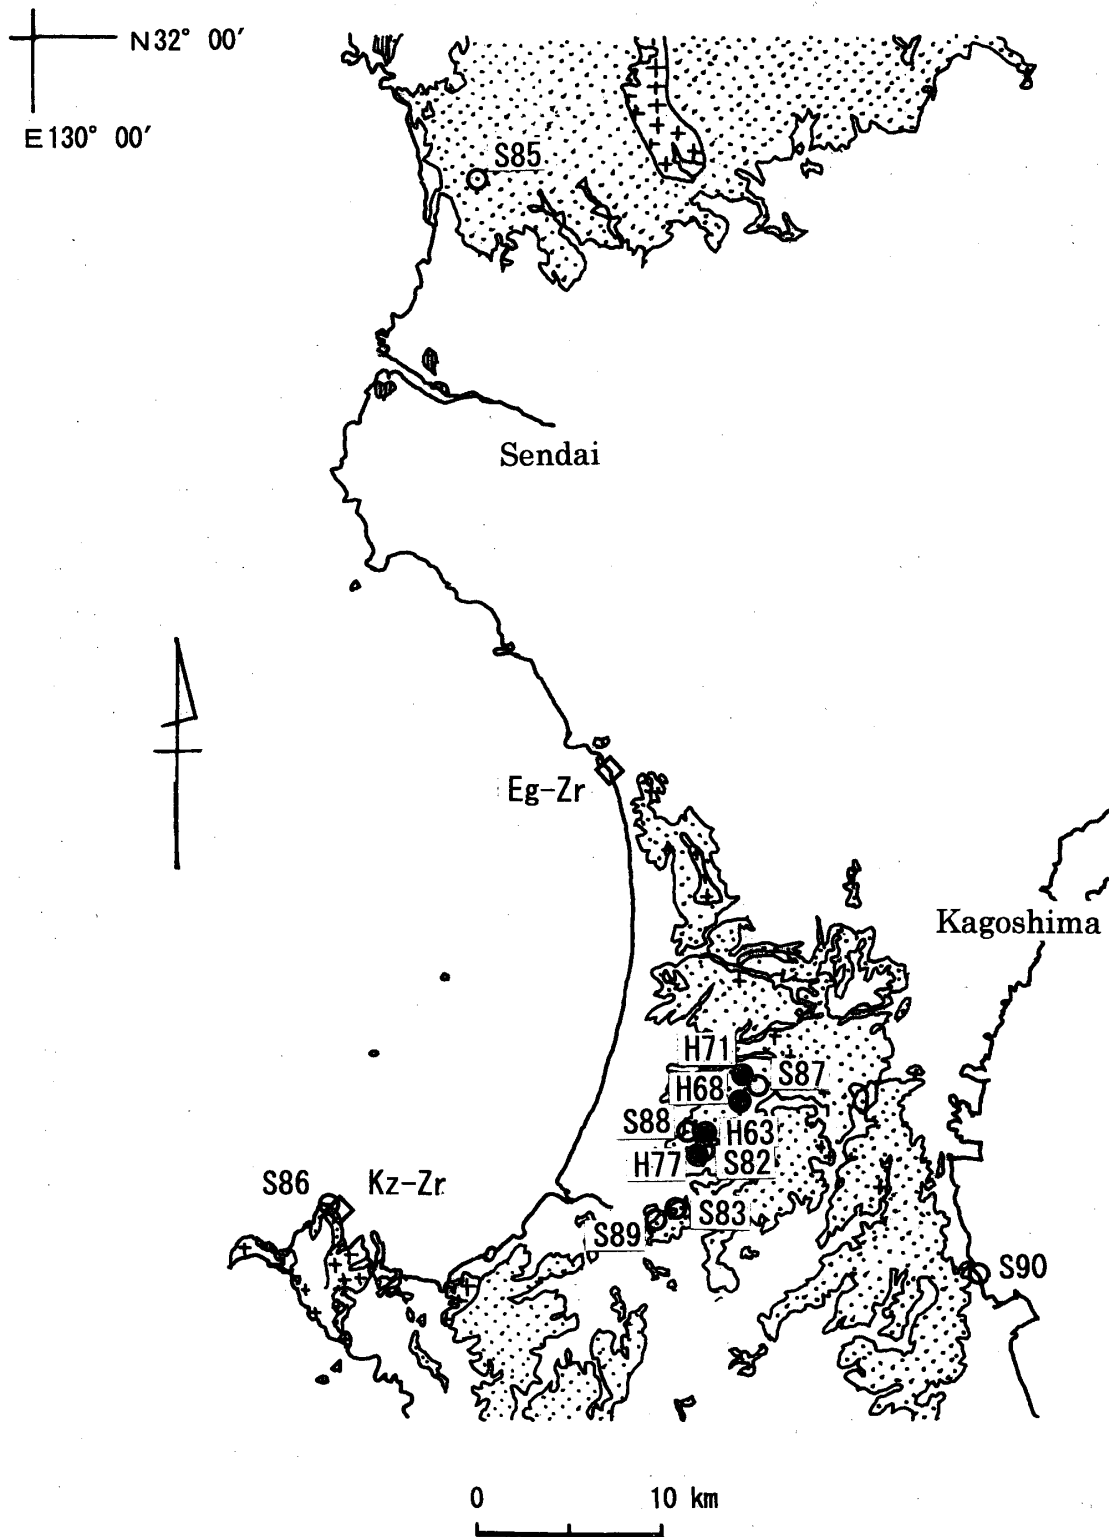 N32° 00′
E130° 00′
S85
Sendai
Eg-Zr
Kagoshima
H71
H68
S87
S88
H63
H77
S82
S86
Kz-Zr
S83
S89
S90
0 10 km